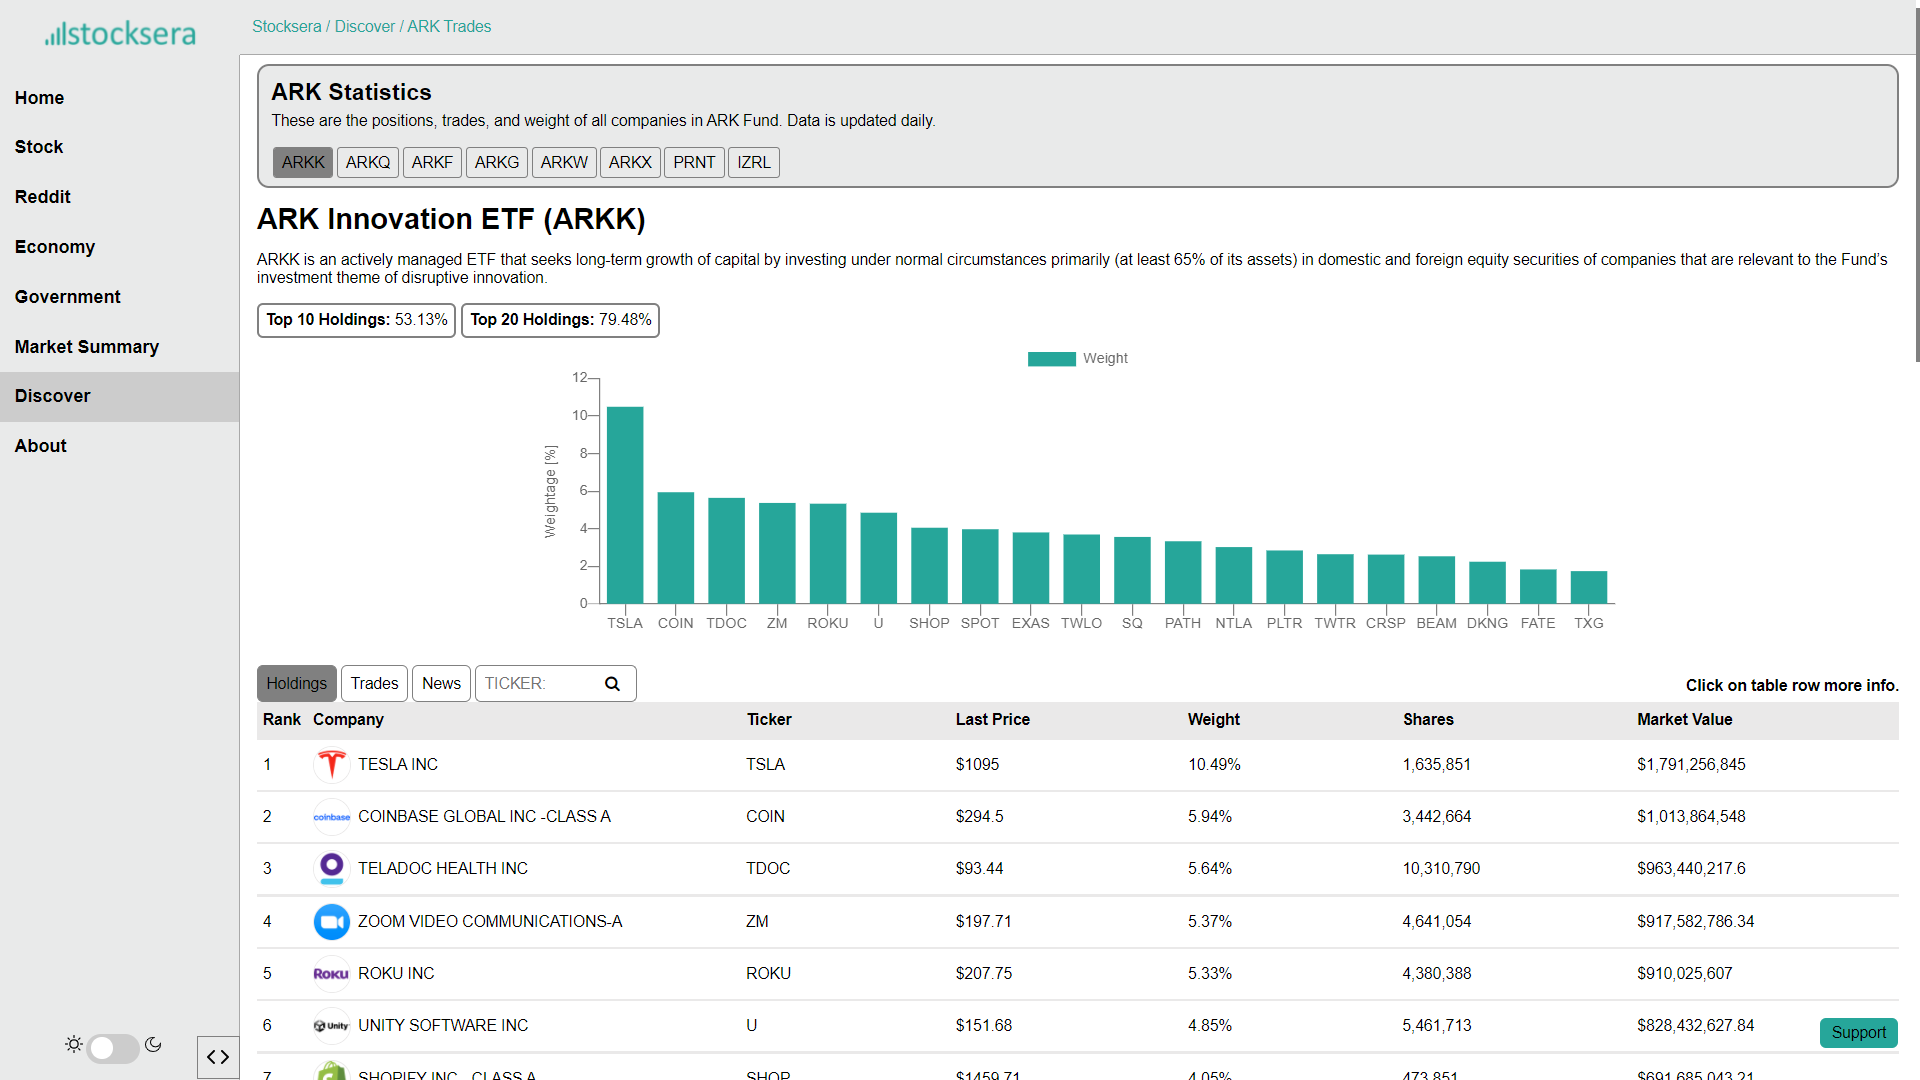 stocksera
Stocksera / Discover / ARK Trades
Home
Stock
Reddit
Economy
Government
Market Summary
Discover
About
ARK Statistics
These are the positions, trades, and weight of all companies in ARK Fund. Data is updated daily.
ARKK ARKQ ARKF ARKG ARKW ARKX PRNT IZRL
ARK Innovation ETF (ARKK)
ARKK is an actively managed ETF that seeks long-term growth of capital by investing under normal circumstances primarily (at least 65% of its assets) in domestic and foreign equity securities of companies that are relevant to the Fund's
investment theme of disruptive innovation.
Top 10 Holdings: 53.13% Top 20 Holdings: 79.48%
Weight
Weightage [%]
12
10
8
6
4
2
0
TSLA COIN TDOC ZM ROKU U SHOP SPOT EXAS TWLO SQ PATH NTLA PLTR TWTR CRSP BEAM DKNG FATE TXG
Holdings Trades News TICKER:
Click on table row more info.
Rank Company Ticker Last Price Weight Shares Market Value
1 TESLA INC TSLA $1095 10.49% 1,635,851 $1,791,256,845
2 coinbase COINBASE GLOBAL INC -CLASS A COIN $294.5 5.94% 3,442,664 $1,013,864,548
3 TELADOC HEALTH INC TDOC $93.44 5.64% 10,310,790 $963,440,217.6
4 ZOOM VIDEO COMMUNICATIONS-A ZM $197.71 5.37% 4,641,054 $917,582,786.34
5 ROKU ROKU INC ROKU $207.75 5.33% 4,380,388 $910,025,607
6 Unity UNITY SOFTWARE INC U $151.68 4.85% 5,461,713 $828,432,627.84
7 SHOPIFY INC - CLASS A SHOP $1459.71 4.05% 473,851 $691,685,043.21
Support